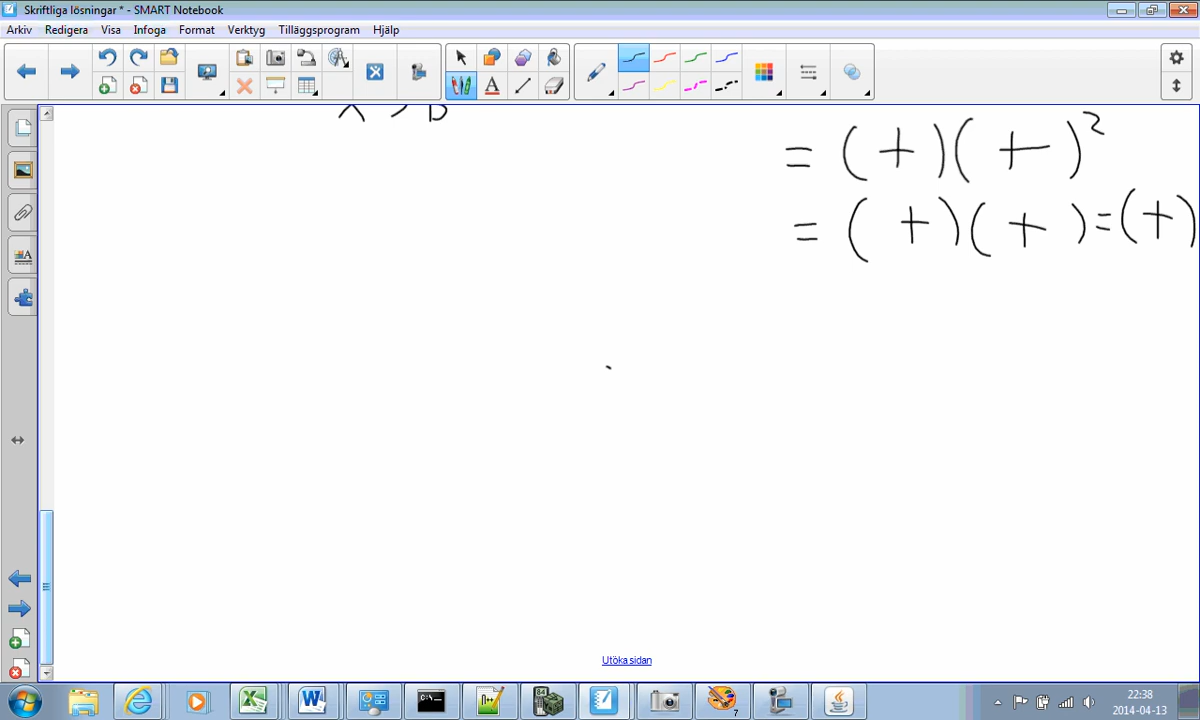 Skriftliga lösningar * - SMART Notebook
Arkiv Redigera Visa Infoga Format Verktyg Tilläggsprogram Hjälp
x > b
= ( + ) ( + )²
= ( + ) ( + ) = ( + )
Utöka sidan
22:38
2014-04-13